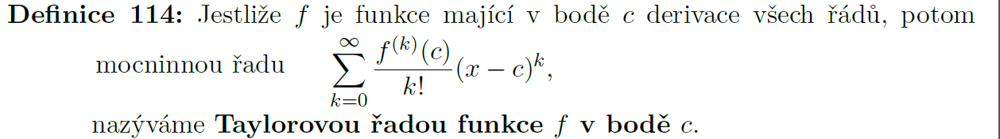 Definice 114: Jestliže f je funkce mající v bodě c derivace všech řádů, potom
mocninnou řadu $\sum_{k=0}^{\infty} \frac{f^{(k)}(c)}{k!}(x-c)^k,$
nazýváme Taylorovou řadou funkce f v bodě c.